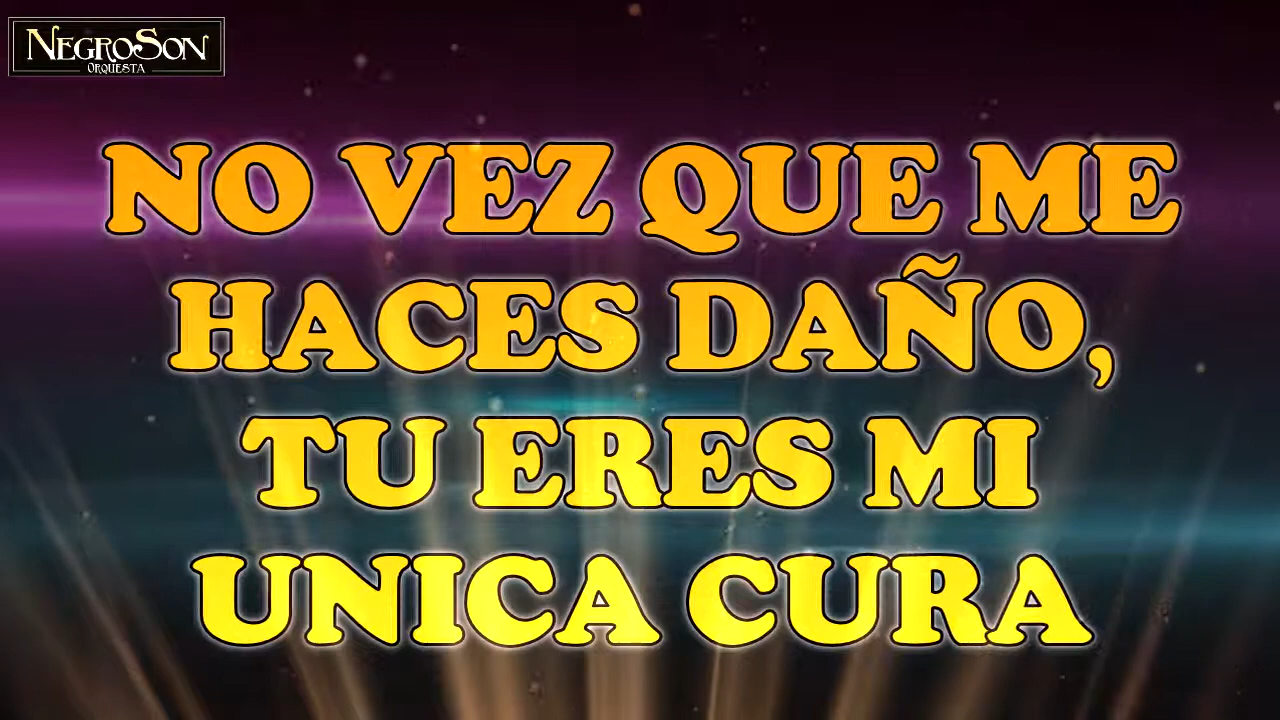 NEGROSON
ORQUESTA
NO VEZ QUE ME
HACES DAÑO,
TU ERES MI
UNICA CURA